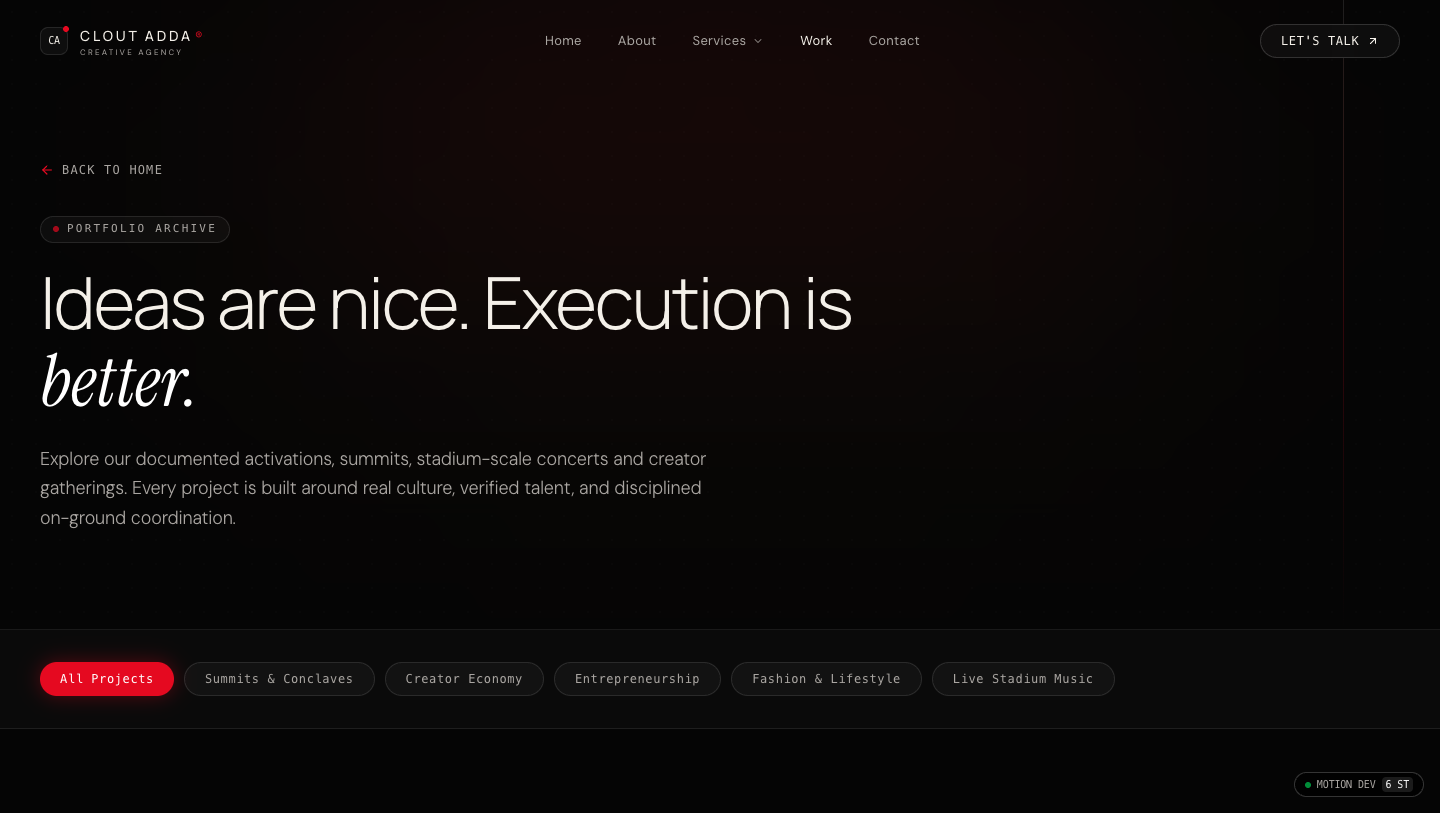 CA
CLOUT ADDA®
CREATIVE AGENCY
Home
About
Services
Work
Contact
LET'S TALK
BACK TO HOME
PORTFOLIO ARCHIVE
Ideas are nice. Execution is
better.
Explore our documented activations, summits, stadium-scale concerts and creator
gatherings. Every project is built around real culture, verified talent, and disciplined
on-ground coordination.
All Projects
Summits & Conclaves
Creator Economy
Entrepreneurship
Fashion & Lifestyle
Live Stadium Music
MOTION DEV 6 ST